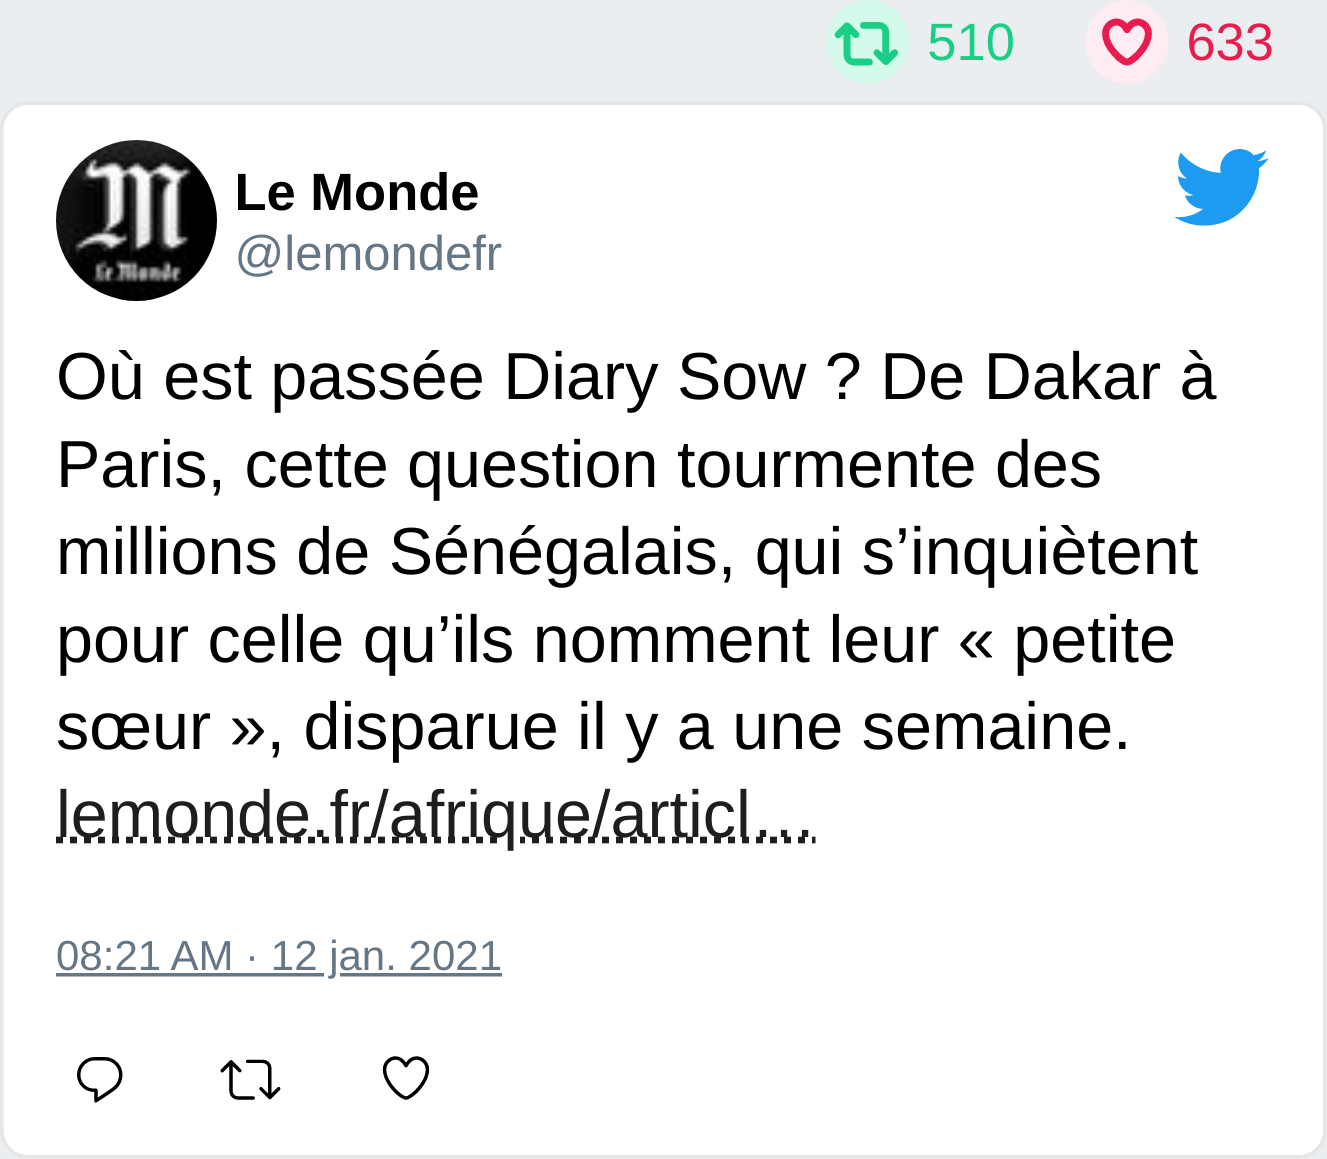 510 633
Le Monde
Le Monde
@lemondefr
Où est passée Diary Sow ? De Dakar à
Paris, cette question tourmente des
millions de Sénégalais, qui s’inquiètent
pour celle qu’ils nomment leur « petite
sœur », disparue il y a une semaine.
lemonde.fr/afrique/articl…
08:21 AM · 12 jan. 2021